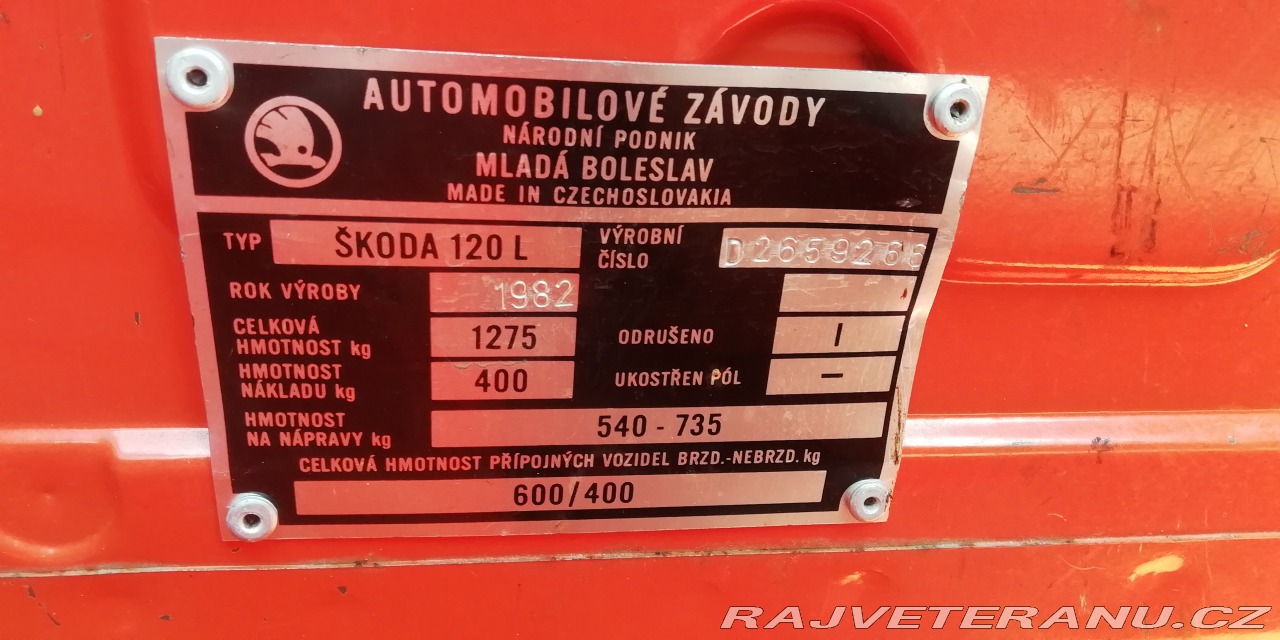 AUTOMOBILOVÉ ZÁVODY
NÁRODNÍ PODNIK
MLADÁ BOLESLAV
MADE IN CZECHOSLOVAKIA
TYP ŠKODA 120 L
VÝROBNÍ
ČÍSLO D2659266
ROK VÝROBY 1982
CELKOVÁ
HMOTNOST kg 1275
ODRUŠENO I
HMOTNOST
NÁKLADU kg 400
UKOSTŘEN PÓL –
HMOTNOST
NA NÁPRAVY kg 540 - 735
CELKOVÁ HMOTNOST PŘÍPOJNÝCH VOZIDEL BRZD.-NEBRZD. kg
600/400
RAJVETERANU.CZ